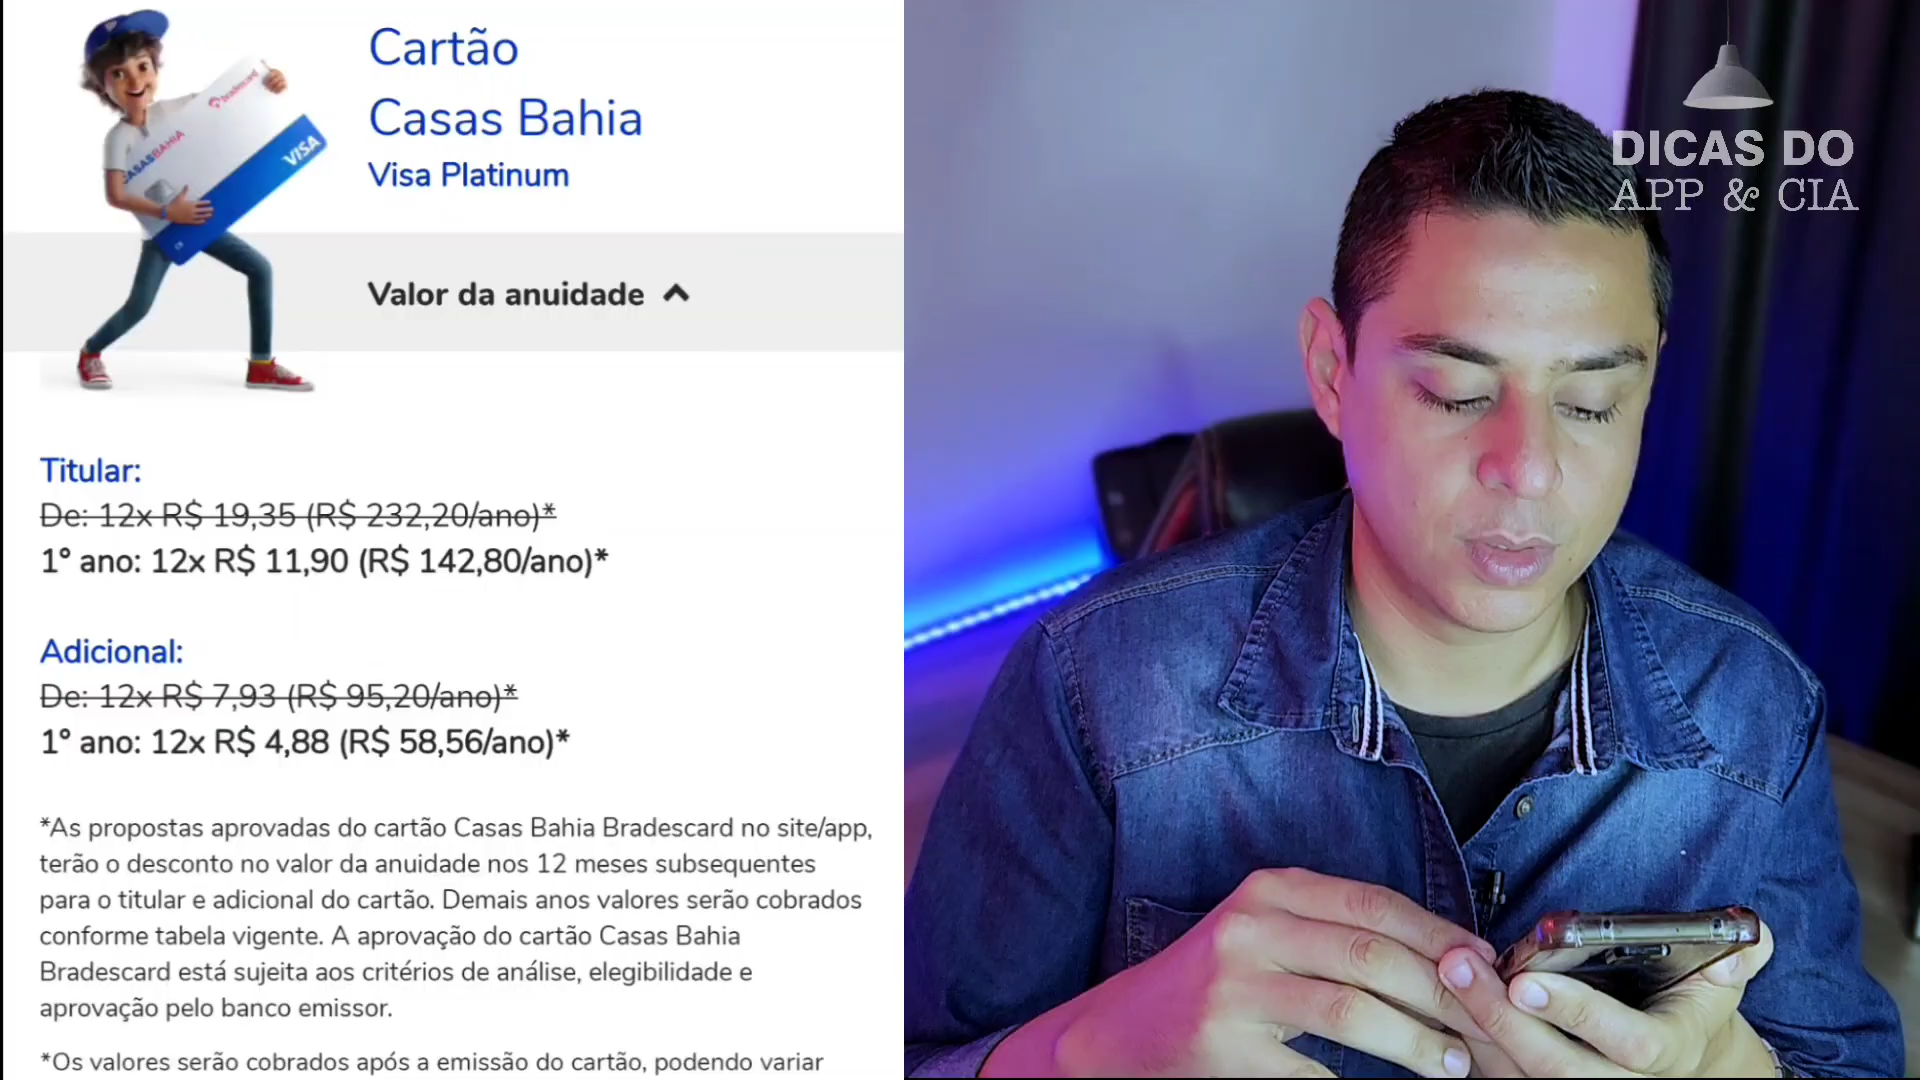 Cartão
Casas Bahia
Visa Platinum
bradescard
CASASBAHIA
VISA
Valor da anuidade
Titular:
De: 12x R$ 19,35 (R$ 232,20/ano)*
1º ano: 12x R$ 11,90 (R$ 142,80/ano)*
Adicional:
De: 12x R$ 7,93 (R$ 95,20/ano)*
1º ano: 12x R$ 4,88 (R$ 58,56/ano)*
*As propostas aprovadas do cartão Casas Bahia Bradescard no site/app,
terão o desconto no valor da anuidade nos 12 meses subsequentes
para o titular e adicional do cartão. Demais anos valores serão cobrados
conforme tabela vigente. A aprovação do cartão Casas Bahia
Bradescard está sujeita aos critérios de análise, elegibilidade e
aprovação pelo banco emissor.
*Os valores serão cobrados após a emissão do cartão, podendo variar
DICAS DO
APP & CIA